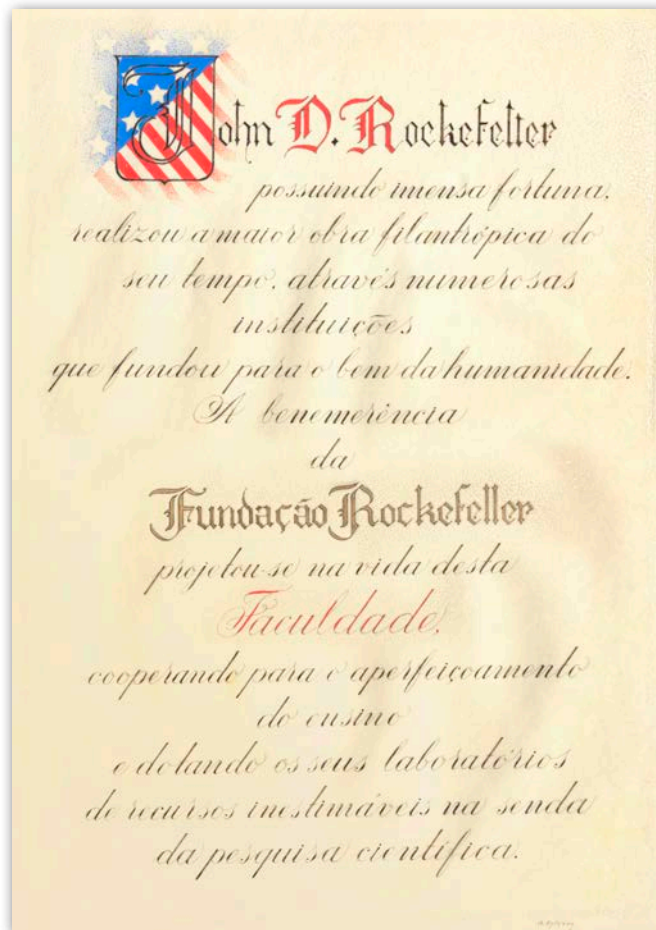 John D. Rockefeller
possuindo imensa fortuna,
realizou a maior obra filantrópica do
seu tempo, através numerosas
instituições
que fundou para o bem da humanidade.
A benemerência
da
Fundação Rockefeller
projetou-se na vida desta
Faculdade,
cooperando para o aperfeiçoamento
do ensino
e dotando os seus laboratórios
de recursos inestimáveis na senda
da pesquisa científica.